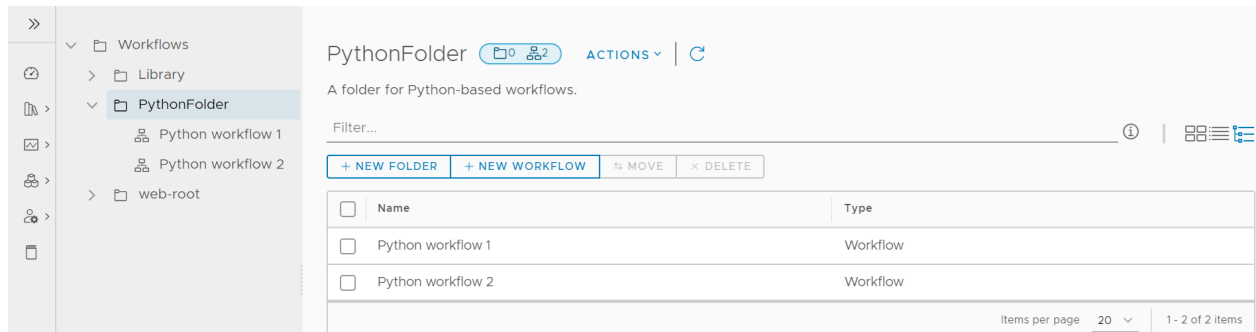 Workflows
Library
PythonFolder
Python workflow 1
Python workflow 2
web-root
PythonFolder 0 2 ACTIONS
A folder for Python-based workflows.
Filter...
+ NEW FOLDER + NEW WORKFLOW MOVE × DELETE
Name Type
Python workflow 1 Workflow
Python workflow 2 Workflow
Items per page 20 1 - 2 of 2 items